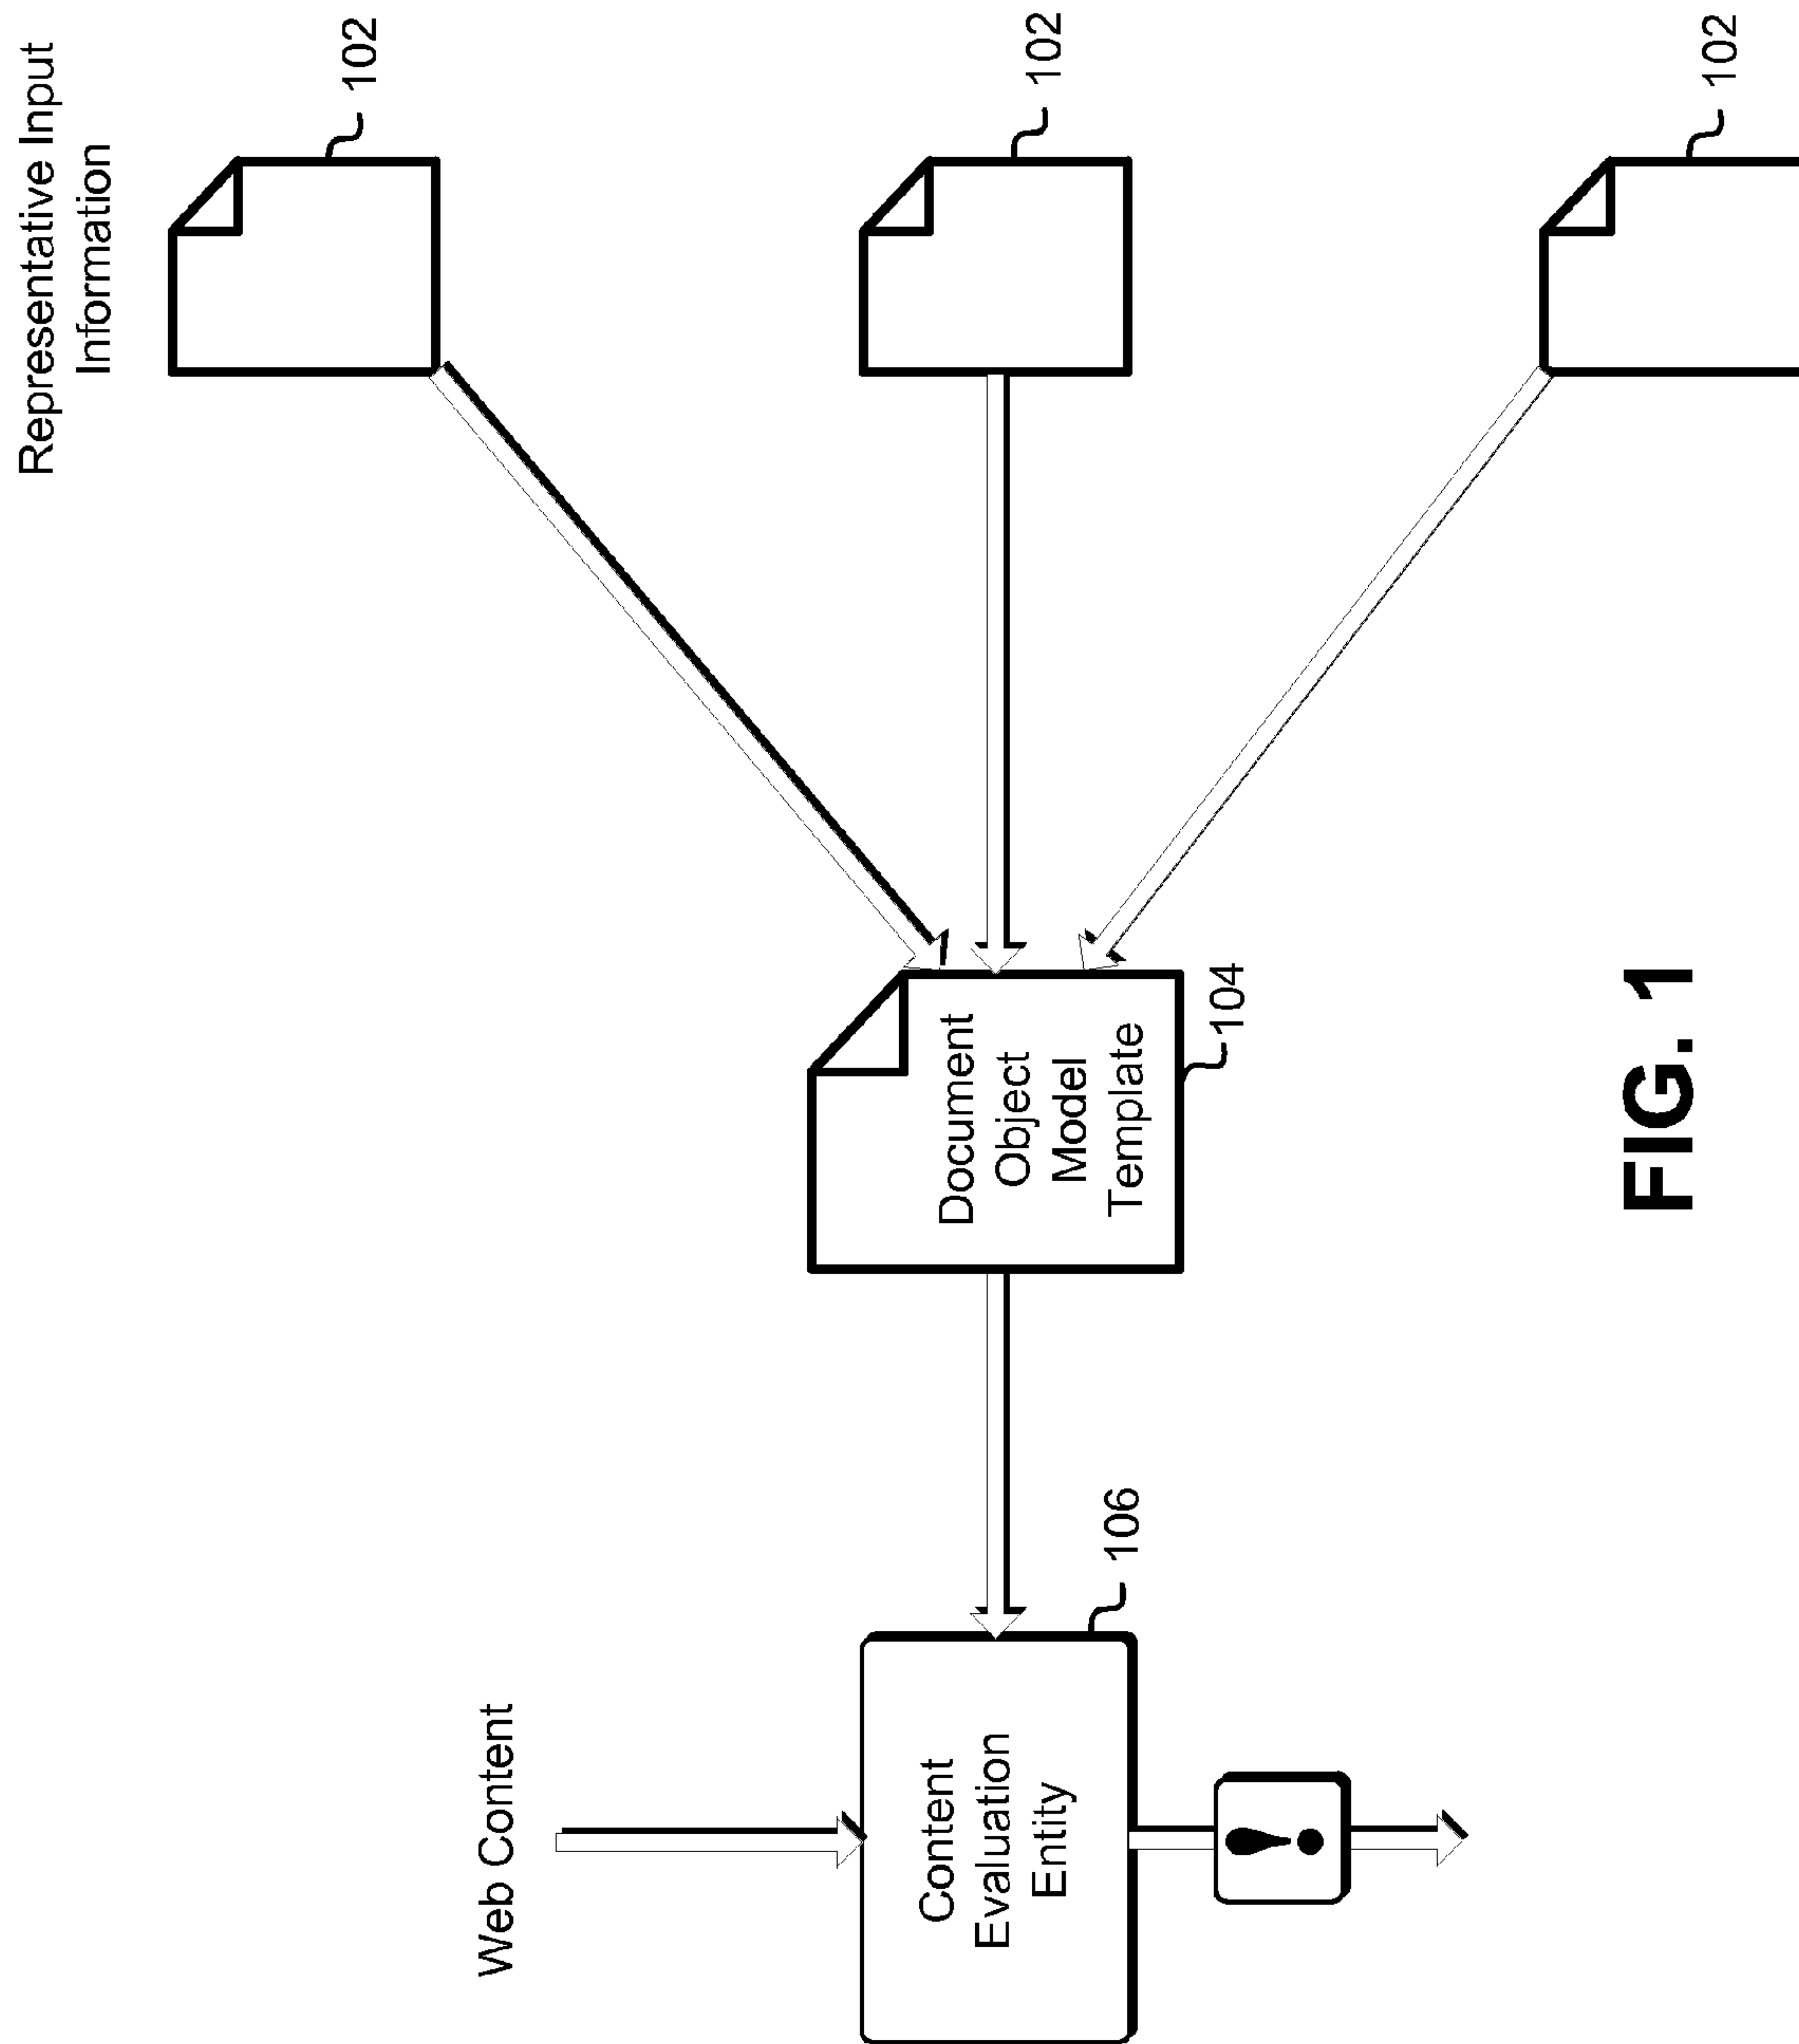 Representative Input
Information
102
Web Content
Content
Evaluation
Entity
106
Document
Object
Model
Template
104
102
!
102
FIG. 1